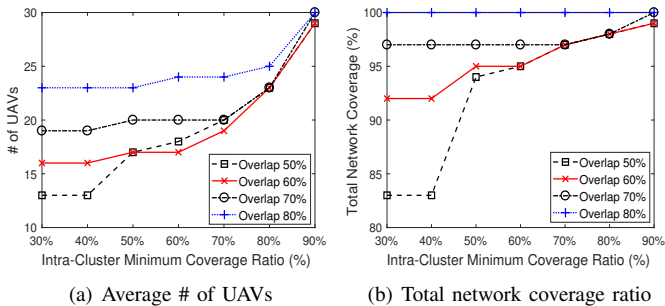 30
25
20
15
10
# of UAVs
Overlap 50%
Overlap 60%
Overlap 70%
Overlap 80%
30% 40% 50% 60% 70% 80% 90%
Intra-Cluster Minimum Coverage Ratio (%)
(a) Average # of UAVs
100
95
90
85
80
Total Network Coverage (%)
Overlap 50%
Overlap 60%
Overlap 70%
Overlap 80%
30% 40% 50% 60% 70% 80% 90%
Intra-Cluster Minimum Coverage Ratio (%)
(b) Total network coverage ratio